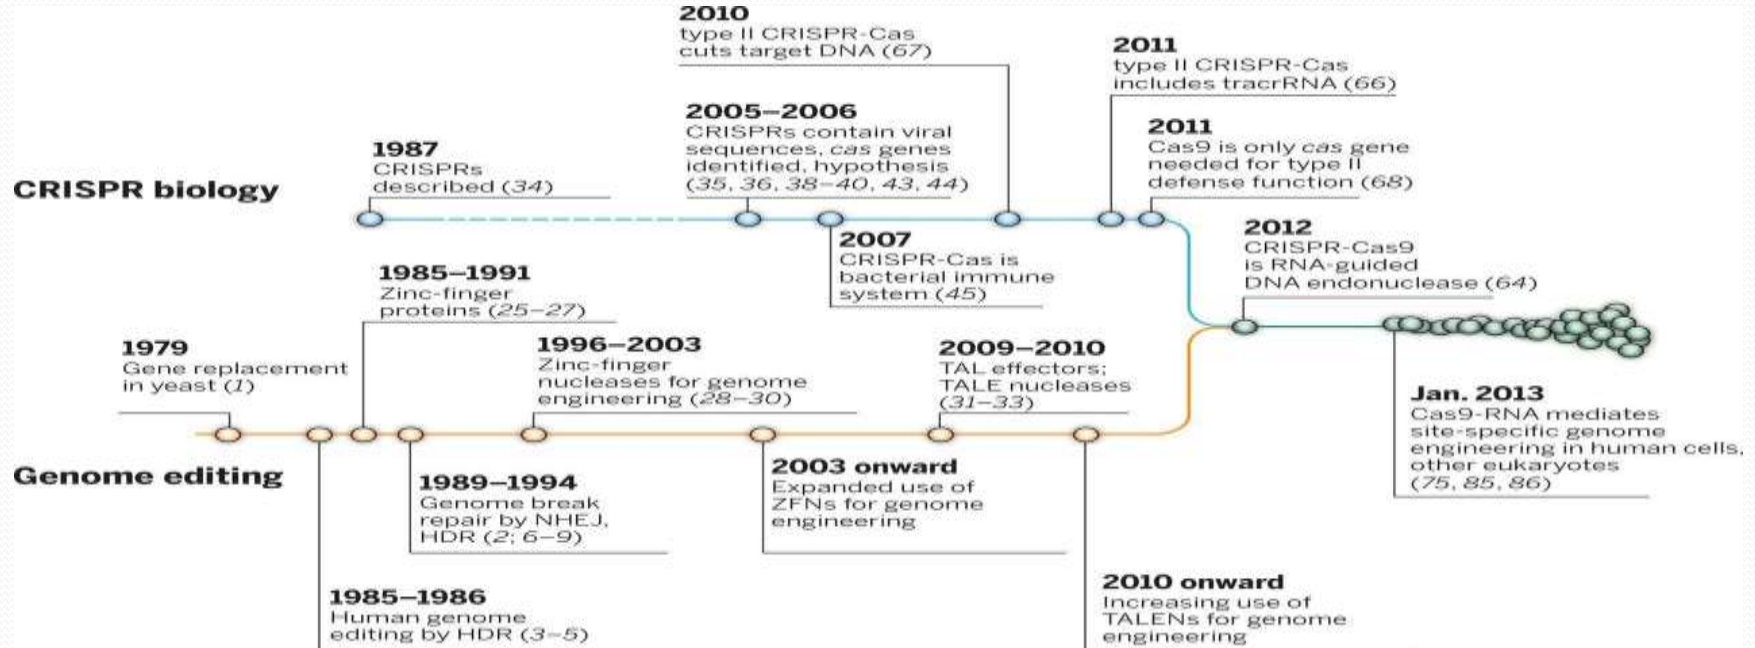 2010
type II CRISPR-Cas
cuts target DNA (67)
2011
type II CRISPR-Cas
includes tracrRNA (66)
2005–2006
CRISPRs contain viral
sequences, cas genes
identified, hypothesis
(35, 36, 38–40, 43, 44)
2011
Cas9 is only cas gene
needed for type II
defense function (68)
1987
CRISPRs
described (34)
CRISPR biology
2007
CRISPR-Cas is
bacterial immune
system (45)
2012
CRISPR-Cas9
is RNA-guided
DNA endonuclease (64)
1985–1991
Zinc-finger
proteins (25–27)
1979
Gene replacement
in yeast (1)
1996–2003
Zinc-finger
nucleases for genome
engineering (28–30)
2009–2010
TAL effectors;
TALE nucleases
(31–33)
Jan. 2013
Cas9-RNA mediates
site-specific genome
engineering in human cells,
other eukaryotes
(75, 85, 86)
Genome editing
1989–1994
Genome break
repair by NHEJ,
HDR (2; 6–9)
2003 onward
Expanded use of
ZFNs for genome
engineering
1985–1986
Human genome
editing by HDR (3–5)
2010 onward
Increasing use of
TALENs for genome
engineering